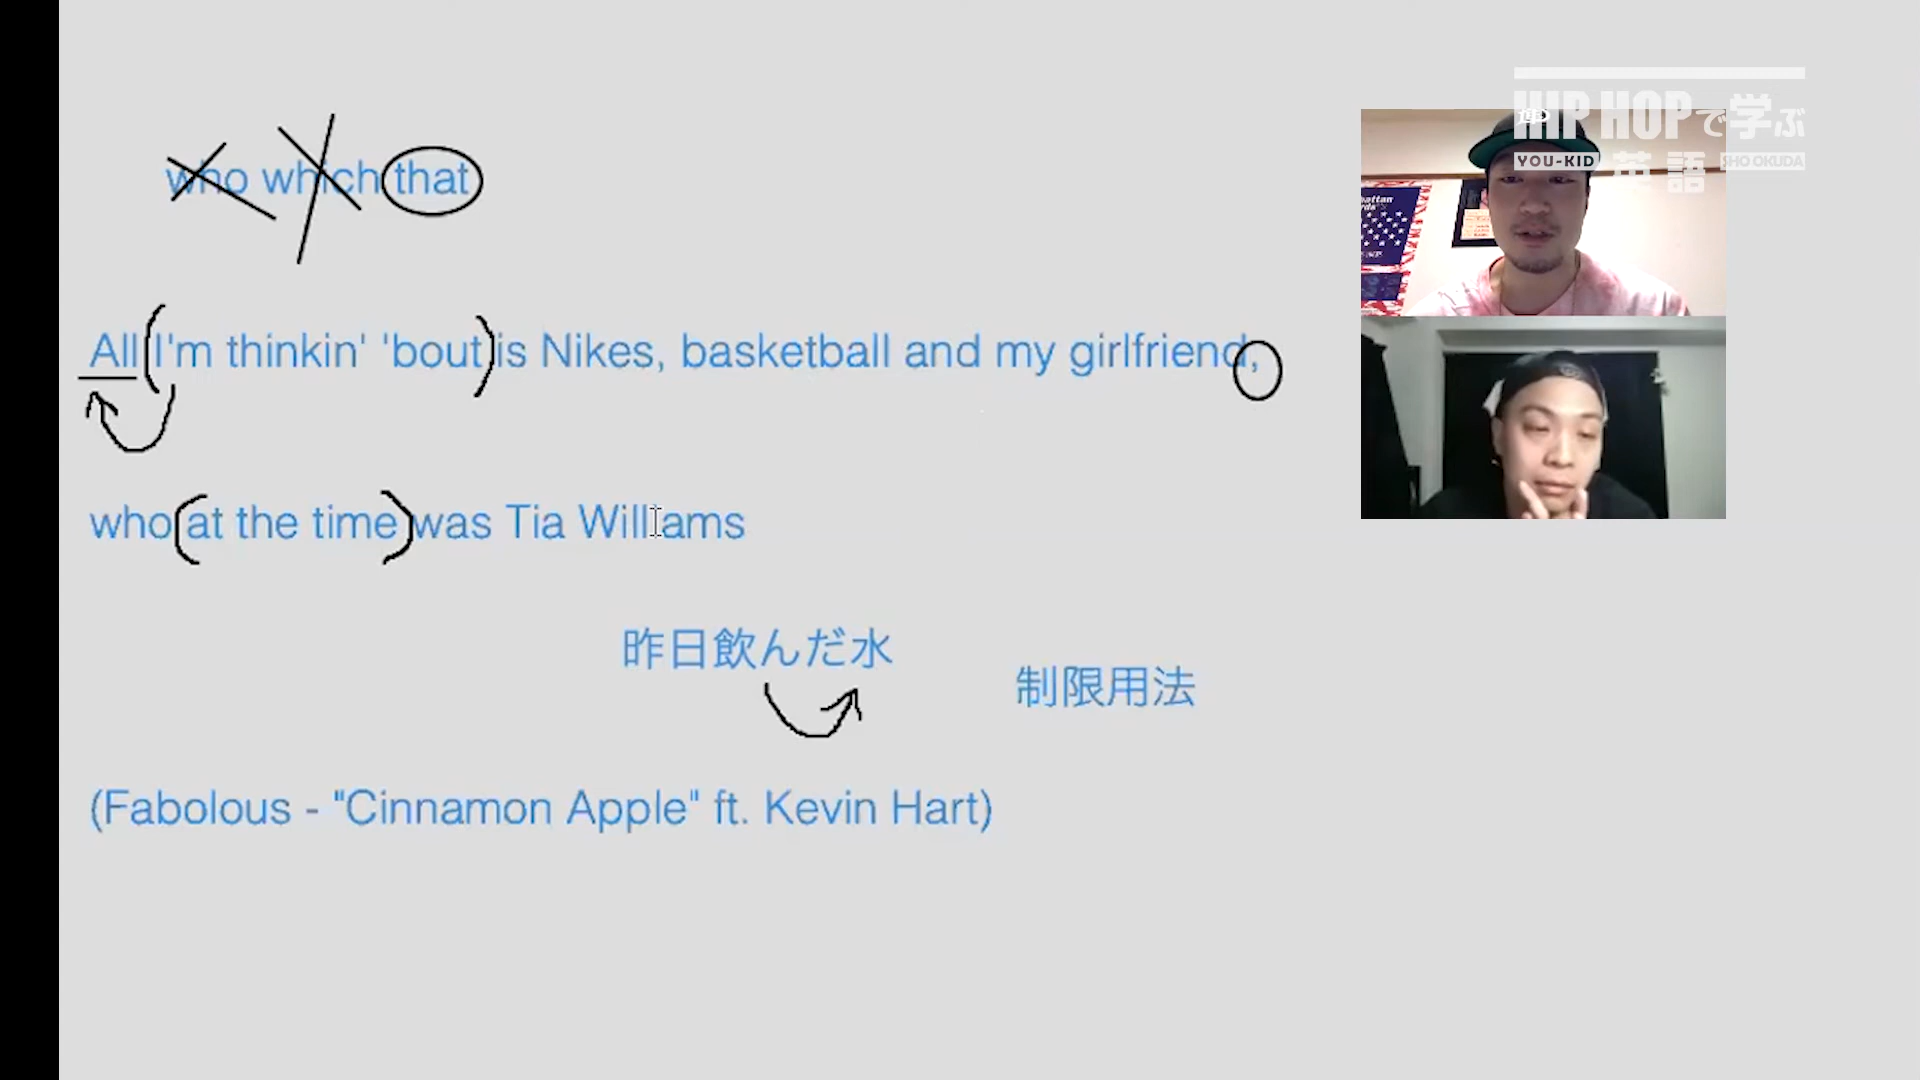 who which that
All I'm thinkin' 'bout is Nikes, basketball and my girlfriend,
who at the time was Tia Williams
昨日飲んだ水
制限用法
(Fabolous - "Cinnamon Apple" ft. Kevin Hart)
HIP HOPで学ぶ
YOU-KID 英語 SHO OKUDA